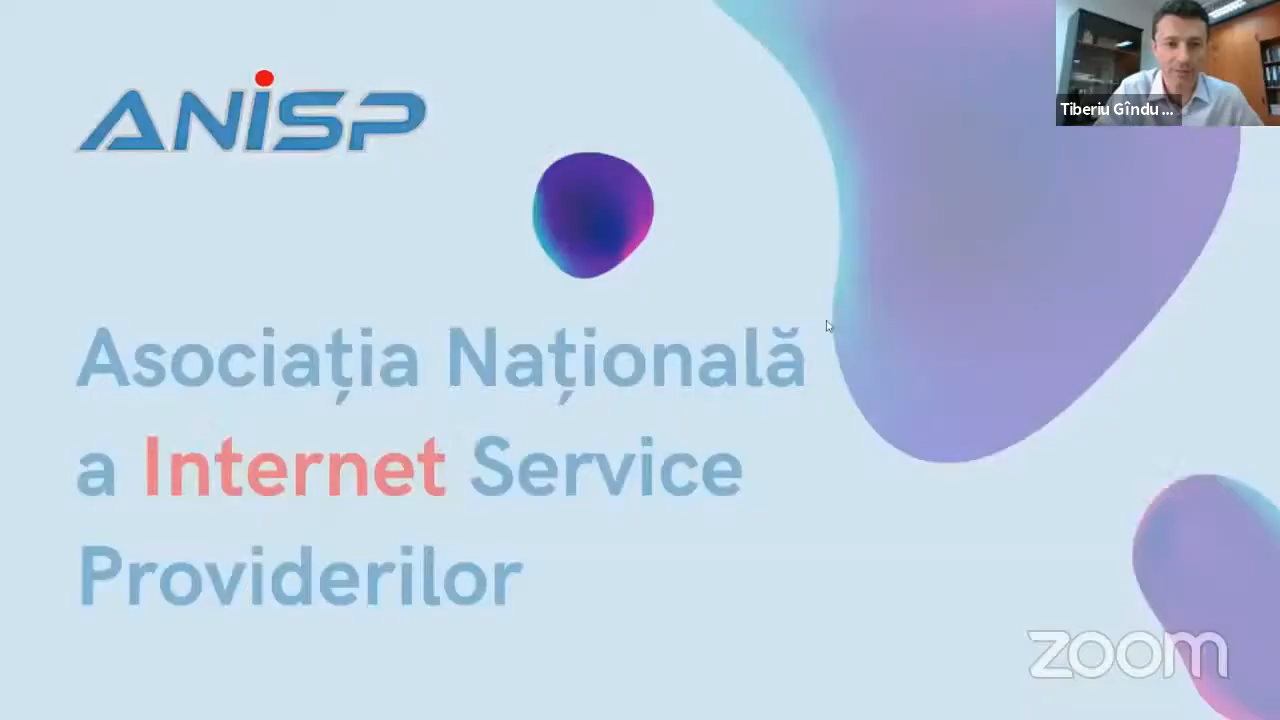 ANISP
Tiberiu Gîndu ...
Asociația Națională
a Internet Service
Providerilor
zoom